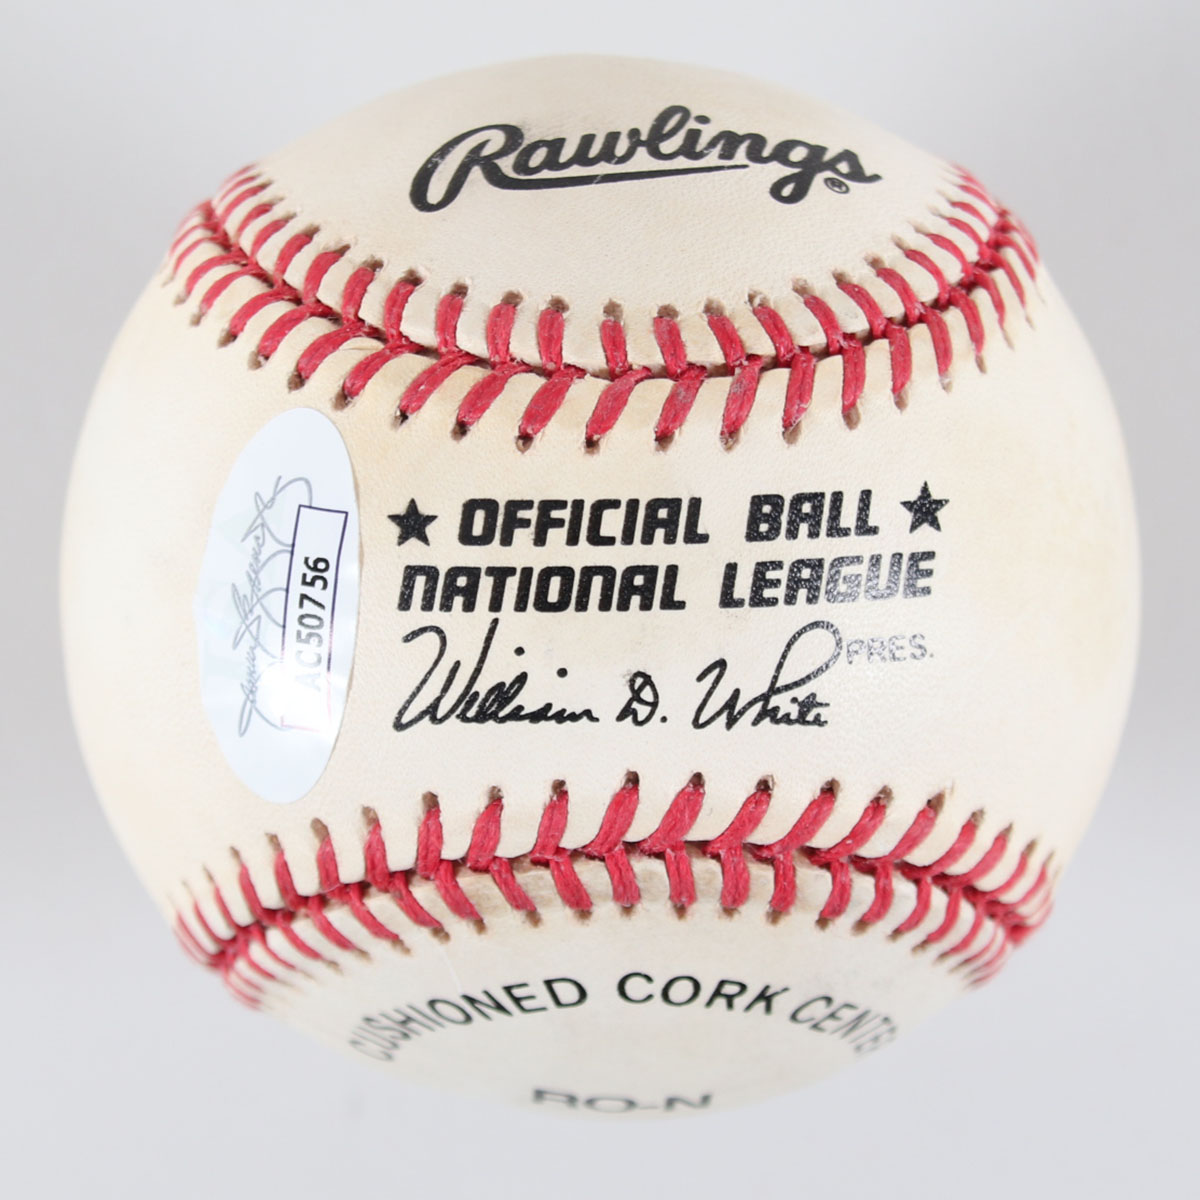 Rawlings®
★ OFFICIAL BALL ★
NATIONAL LEAGUE
William D. White PRES.
AC50756
CUSHIONED CORK CENTER
RO-N